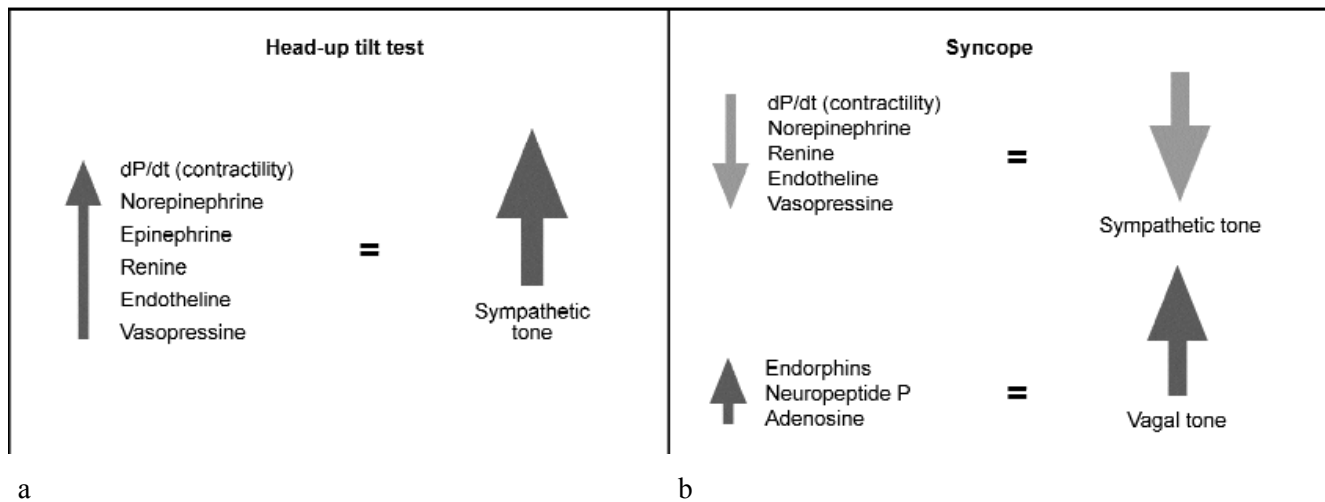 Head-up tilt test
dP/dt (contractility)
Norepinephrine
Epinephrine
Renine
Endotheline
Vasopressine
=
Sympathetic
tone
Syncope
dP/dt (contractility)
Norepinephrine
Renine
Endotheline
Vasopressine
=
Sympathetic tone
Endorphins
Neuropeptide P
Adenosine
=
Vagal tone
a
b